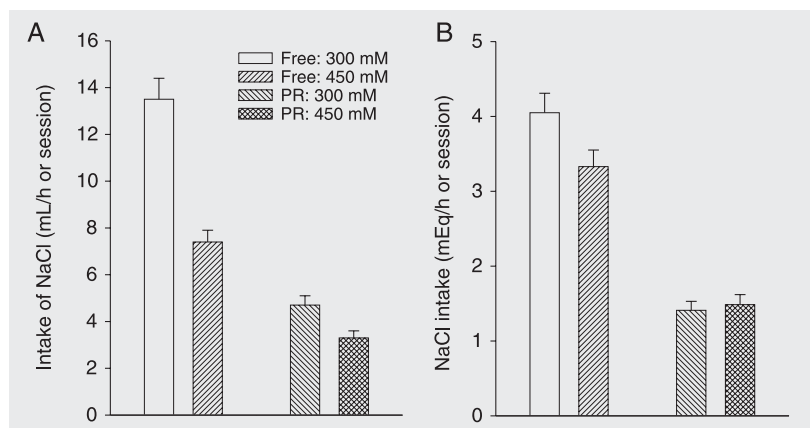 A
Intake of NaCl (mL/h or session)
16
14
12
10
8
6
4
2
0
Free: 300 mM
Free: 450 mM
PR: 300 mM
PR: 450 mM
B
NaCl intake (mEq/h or session)
5
4
3
2
1
0